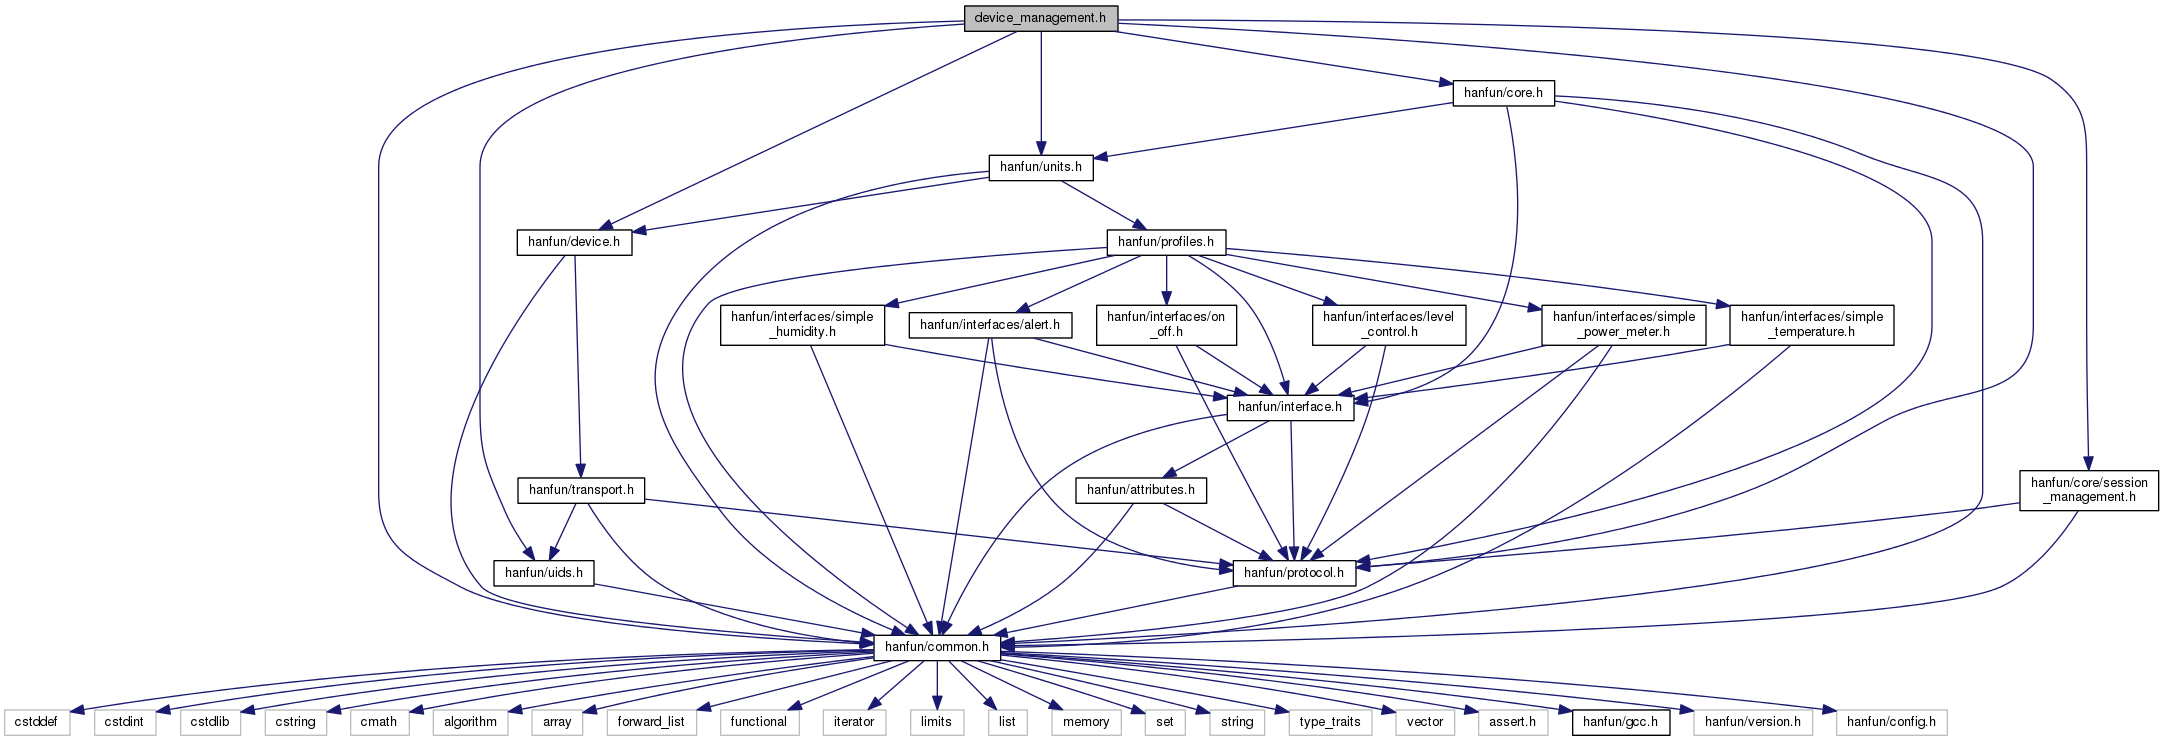 device_management.h
hanfun/core.h
hanfun/units.h
hanfun/device.h
hanfun/profiles.h
hanfun/interfaces/simple
_humidity.h
hanfun/interfaces/alert.h
hanfun/interfaces/on
_off.h
hanfun/interfaces/level
_control.h
hanfun/interfaces/simple
_power_meter.h
hanfun/interfaces/simple
_temperature.h
hanfun/interface.h
hanfun/transport.h
hanfun/attributes.h
hanfun/core/session
_management.h
hanfun/uids.h
hanfun/protocol.h
hanfun/common.h
cstddef
cstdint
cstdlib
cstring
cmath
algorithm
array
forward_list
functional
iterator
limits
list
memory
set
string
type_traits
vector
assert.h
hanfun/gcc.h
hanfun/version.h
hanfun/config.h